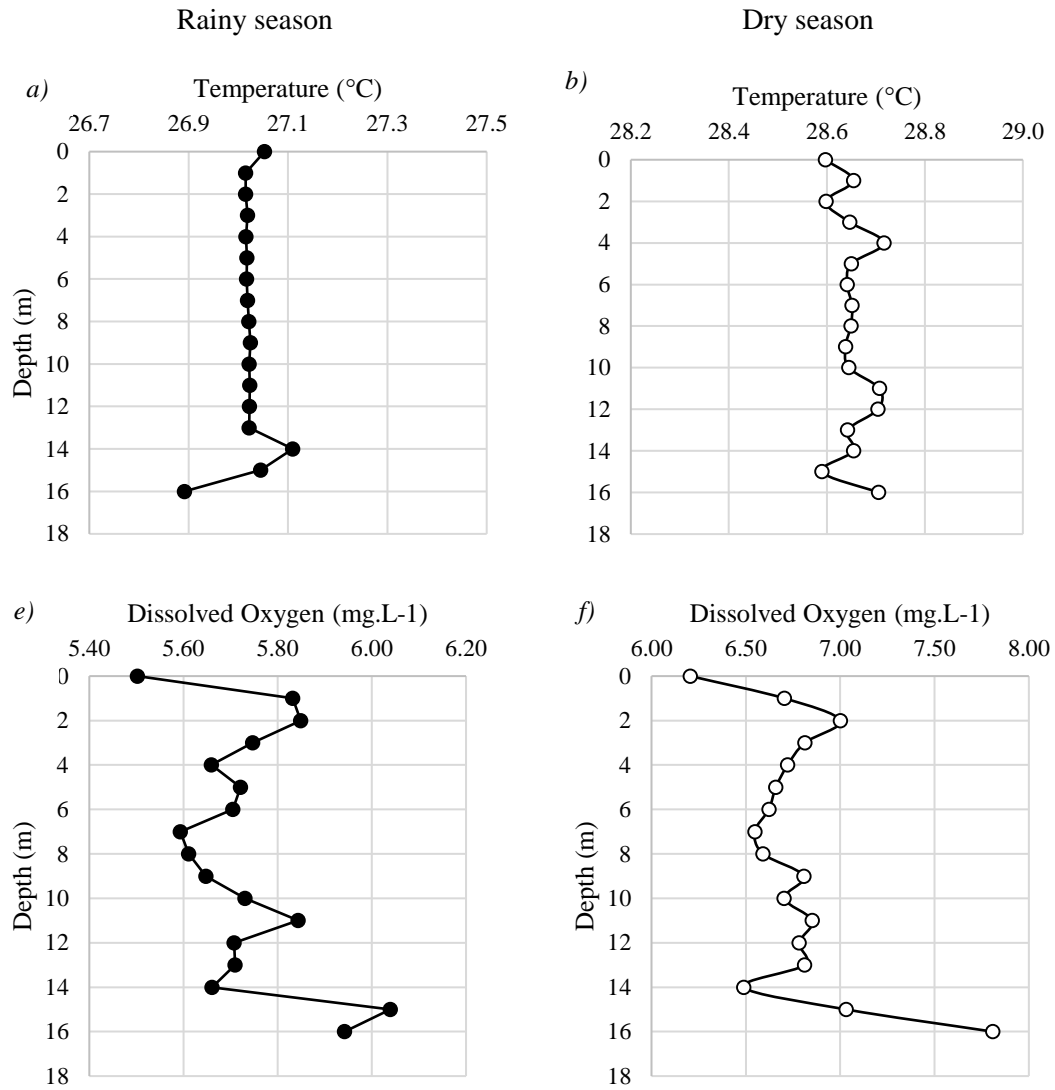 Rainy season
Dry season
a)
Temperature (°C)
26.7 26.9 27.1 27.3 27.5
0
2
4
6
8
10
12
14
16
18
Depth (m)
b)
Temperature (°C)
28.2 28.4 28.6 28.8 29.0
0
2
4
6
8
10
12
14
16
18
e)
Dissolved Oxygen (mg.L-1)
5.40 5.60 5.80 6.00 6.20
0
2
4
6
8
10
12
14
16
18
Depth (m)
f)
Dissolved Oxygen (mg.L-1)
6.00 6.50 7.00 7.50 8.00
0
2
4
6
8
10
12
14
16
18
Depth (m)